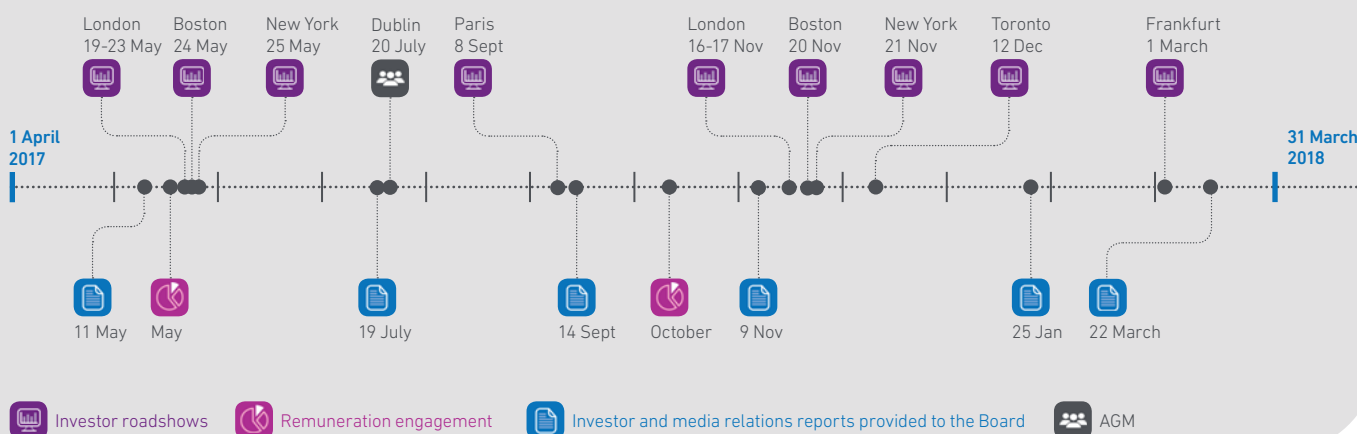 London
19-23 May
Boston
24 May
New York
25 May
Dublin
20 July
Paris
8 Sept
London
16-17 Nov
Boston
20 Nov
New York
21 Nov
Toronto
12 Dec
Frankfurt
1 March
1 April
2017
31 March
2018
11 May
May
19 July
14 Sept
October
9 Nov
25 Jan
22 March
Investor roadshows
Remuneration engagement
Investor and media relations reports provided to the Board
AGM